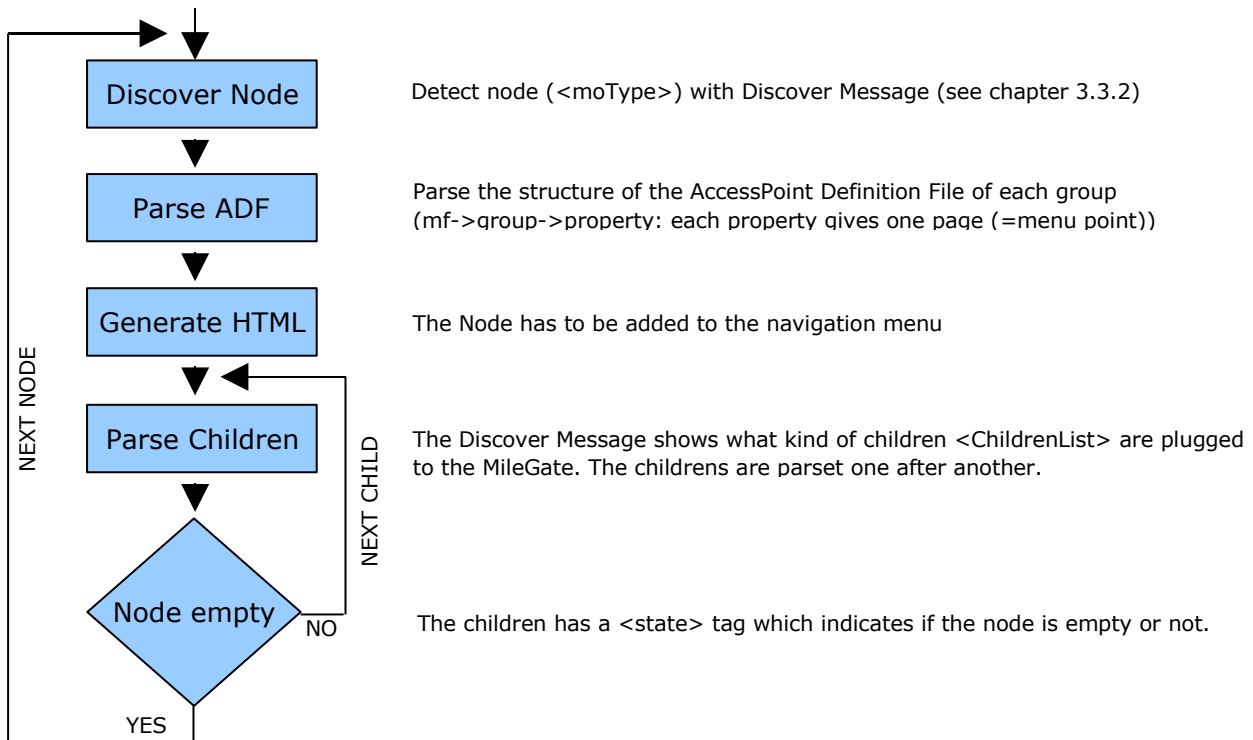 Discover Node
Detect node (<moType>) with Discover Message (see chapter 3.3.2)
Parse ADF
Parse the structure of the AccessPoint Definition File of each group
(mf->group->property: each property gives one page (=menu point))
Generate HTML
The Node has to be added to the navigation menu
NEXT NODE
Parse Children
The Discover Message shows what kind of children <ChildrenList> are plugged
to the MileGate. The childrens are parset one after another.
NEXT CHILD
Node empty
NO
The children has a <state> tag which indicates if the node is empty or not.
YES